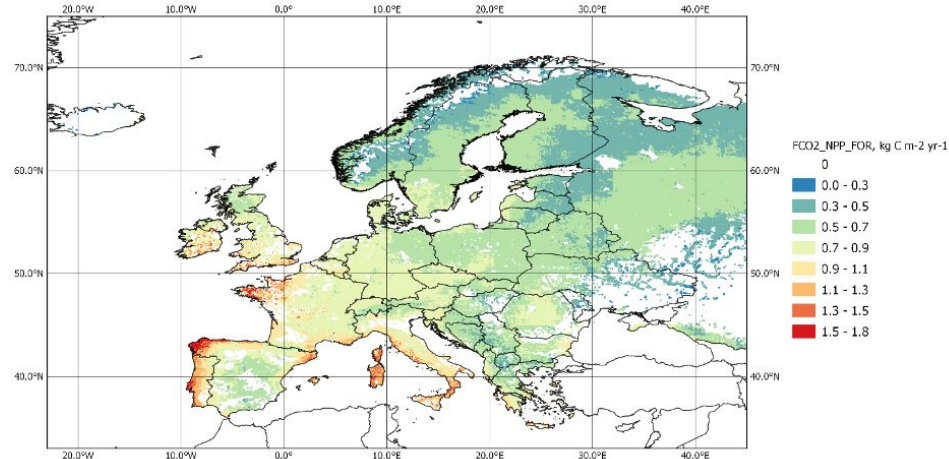 20.0°W 10.0°W 0.0° 10.0°E 20.0°E 30.0°E 40.0°E
70.0°N 70.0°N
60.0°N 60.0°N
50.0°N 50.0°N
40.0°N 40.0°N
20.0°W 10.0°W 0.0° 10.0°E 20.0°E 30.0°E 40.0°E
FCO2_NPP_FOR, kg C m-2 yr-1
0
0.0 - 0.3
0.3 - 0.5
0.5 - 0.7
0.7 - 0.9
0.9 - 1.1
1.1 - 1.3
1.3 - 1.5
1.5 - 1.8